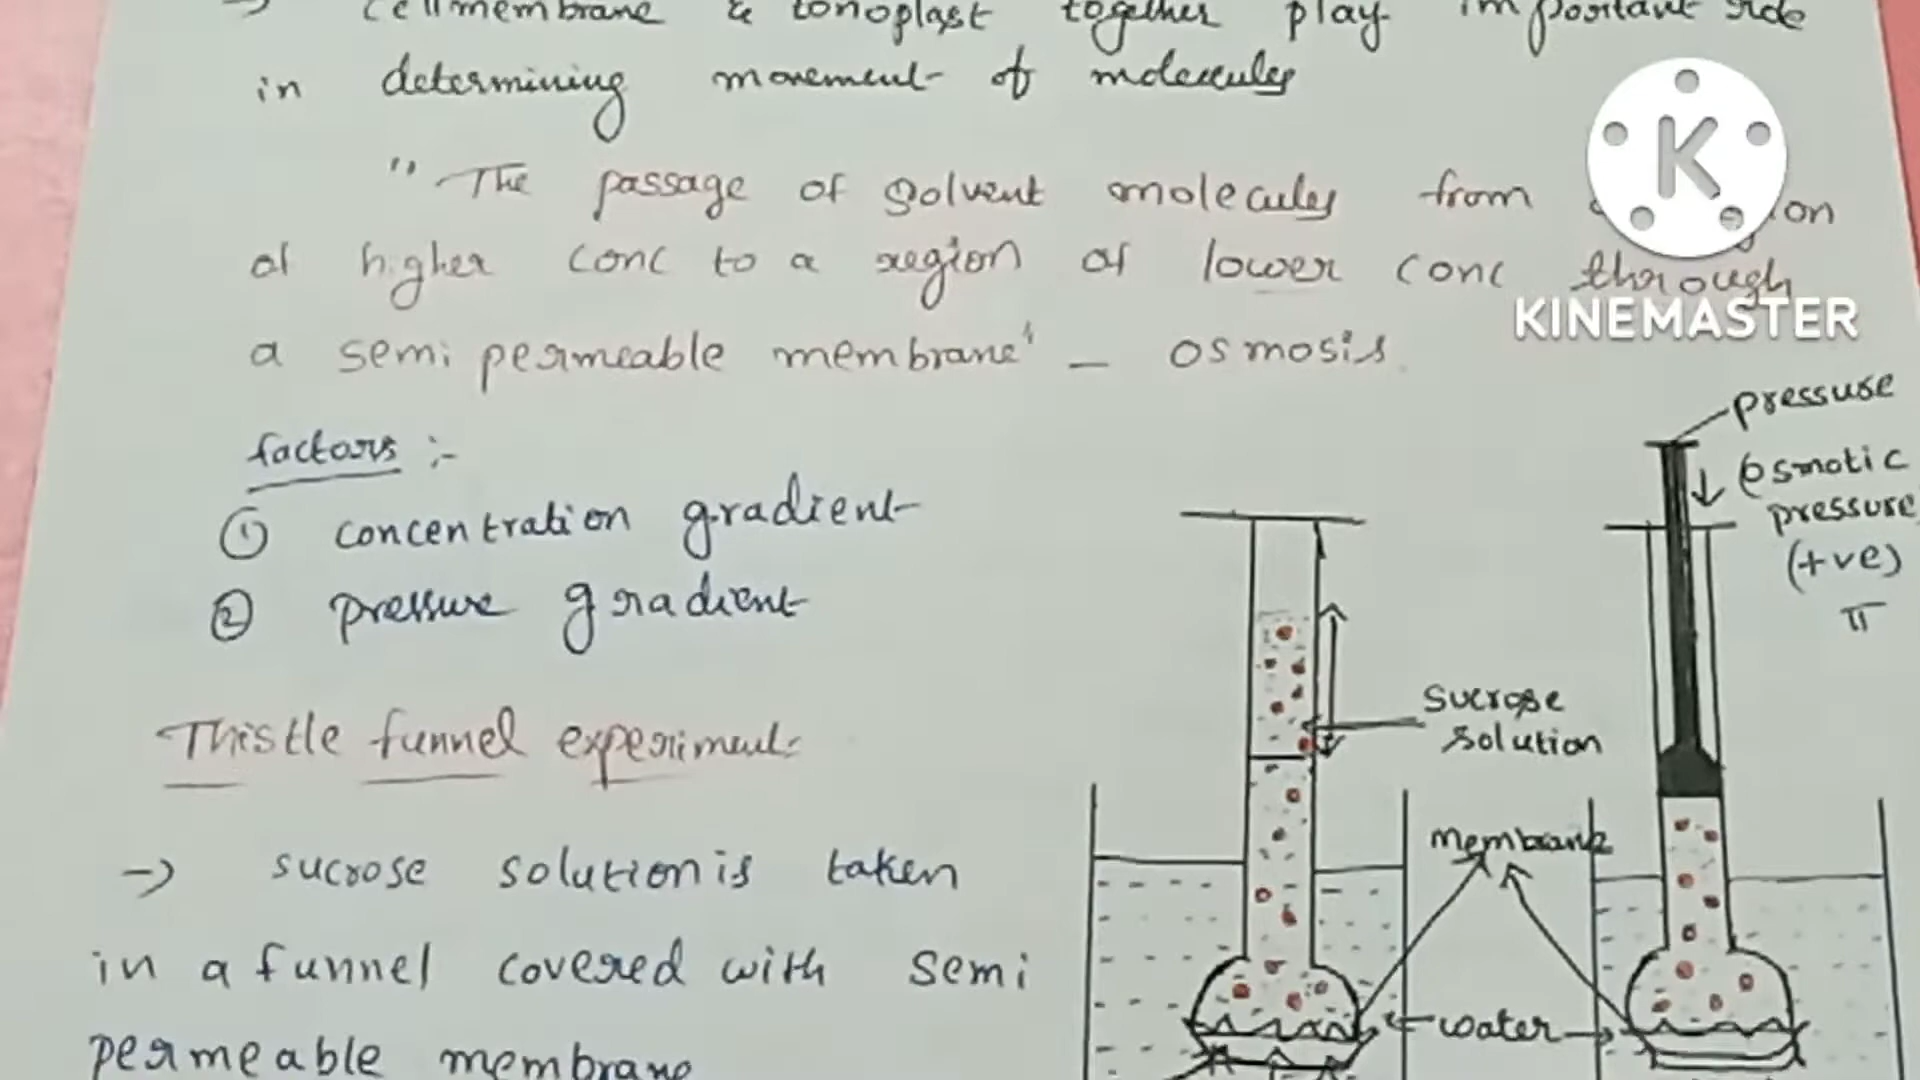 cell membrane & tonoplast together play important role
in determining movement of molecules
" The passage of solvent molecules from
of higher conc to a region of lower conc through
a semi permeable membrane" - osmosis.
KINEMASTER
factors :-
① concentration gradient
② pressure gradient
pressure
osmotic
pressure
(+ve)
π
sucrose
solution
Thistle funnel experiment:
membrane
→ sucrose solution is taken
in a funnel covered with semi
permeable membrane
water